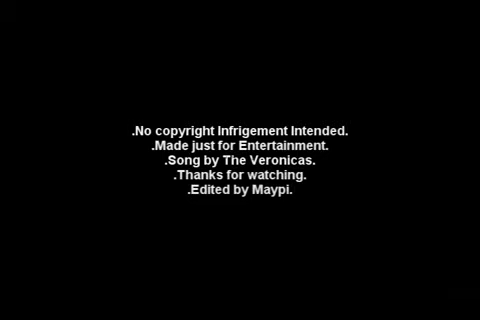 .No copyright Infrigement Intended.
.Made just for Entertainment.
.Song by The Veronicas.
.Thanks for watching.
.Edited by Maypi.